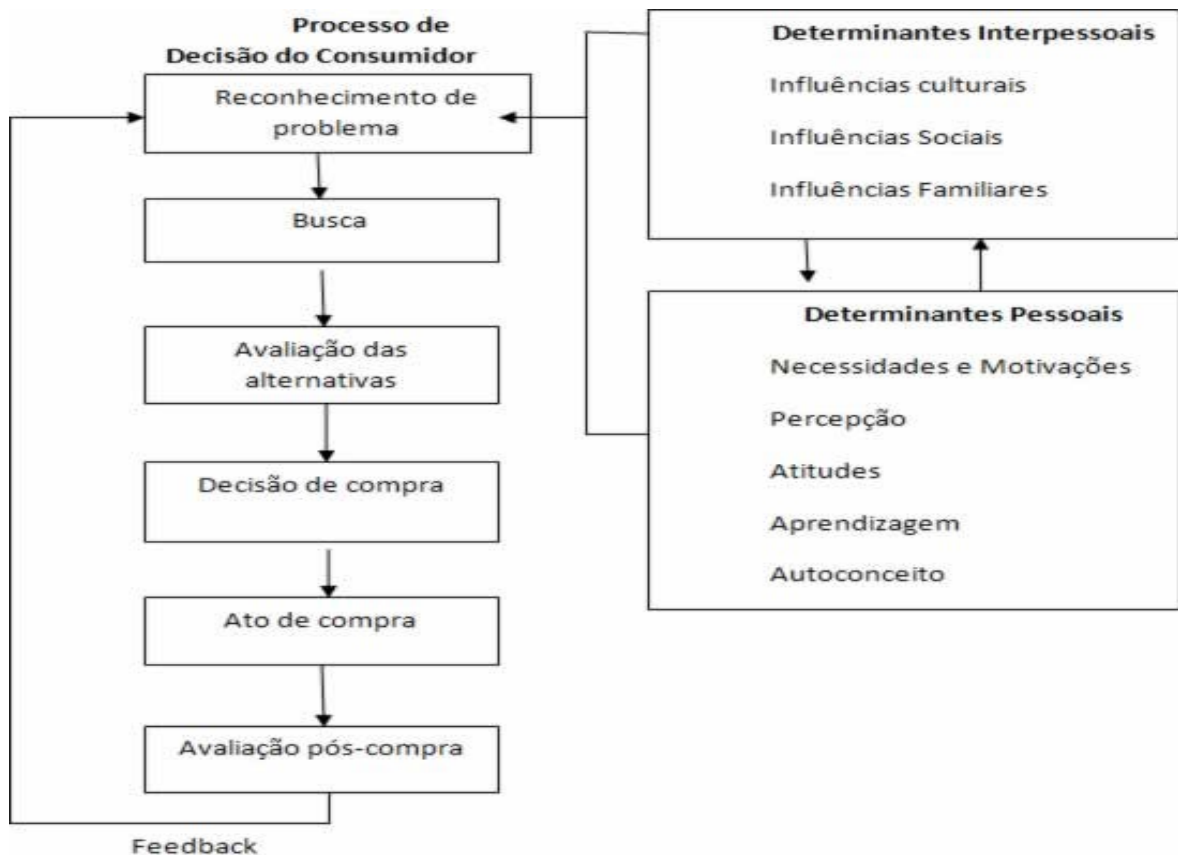 Processo de
Decisão do Consumidor
Reconhecimento de
problema
Busca
Avaliação das
alternativas
Decisão de compra
Ato de compra
Avaliação pós-compra
Feedback
Determinantes Interpessoais
Influências culturais
Influências Sociais
Influências Familiares
Determinantes Pessoais
Necessidades e Motivações
Percepção
Atitudes
Aprendizagem
Autoconceito